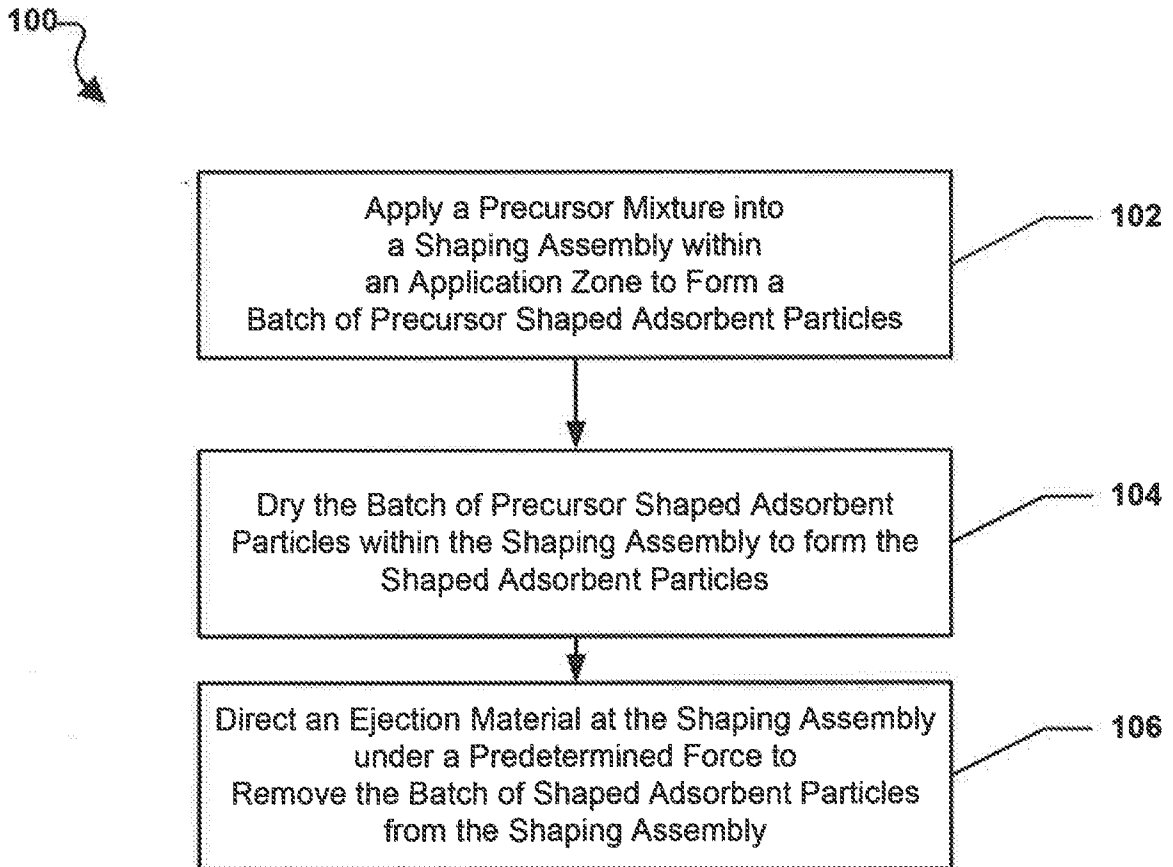 100
Apply a Precursor Mixture into
a Shaping Assembly within
an Application Zone to Form a
Batch of Precursor Shaped Adsorbent Particles
102
Dry the Batch of Precursor Shaped Adsorbent
Particles within the Shaping Assembly to form the
Shaped Adsorbent Particles
104
Direct an Ejection Material at the Shaping Assembly
under a Predetermined Force to
Remove the Batch of Shaped Adsorbent Particles
from the Shaping Assembly
106